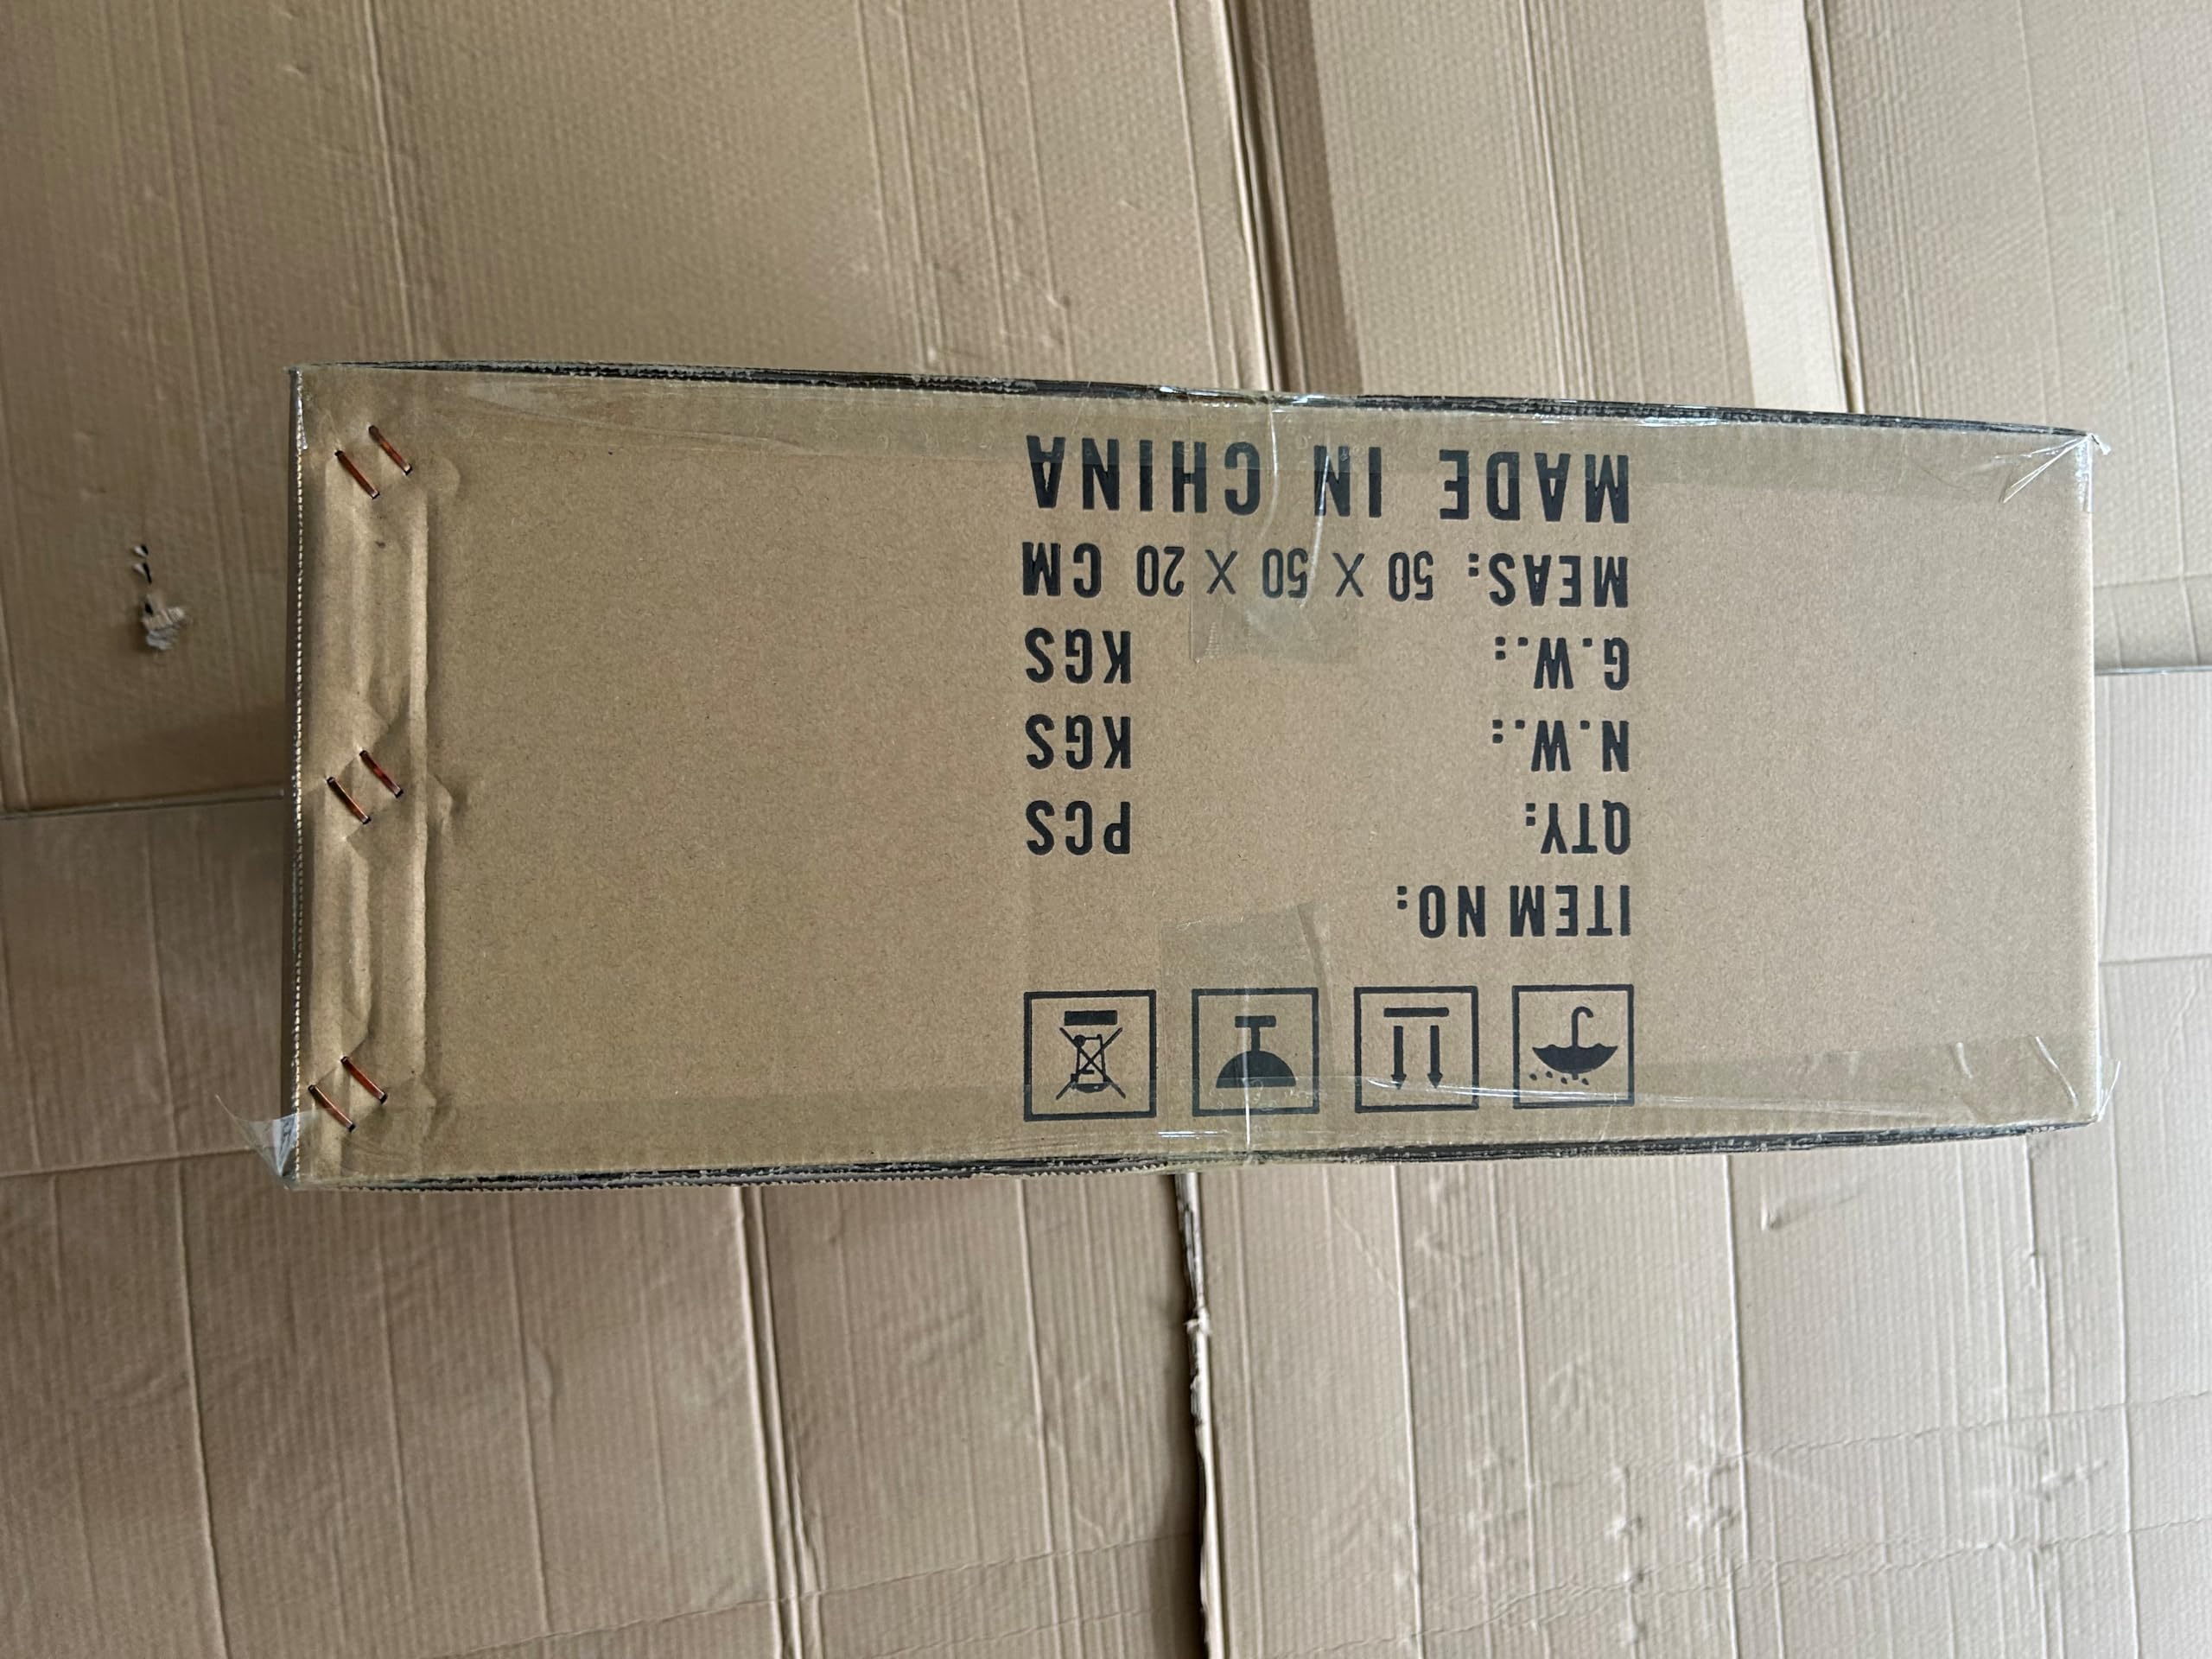 ITEM NO:
QTY: PCS
N.W.: KGS
G.W.: KGS
MEAS: 50 X 50 X 20 CM
MADE IN CHINA